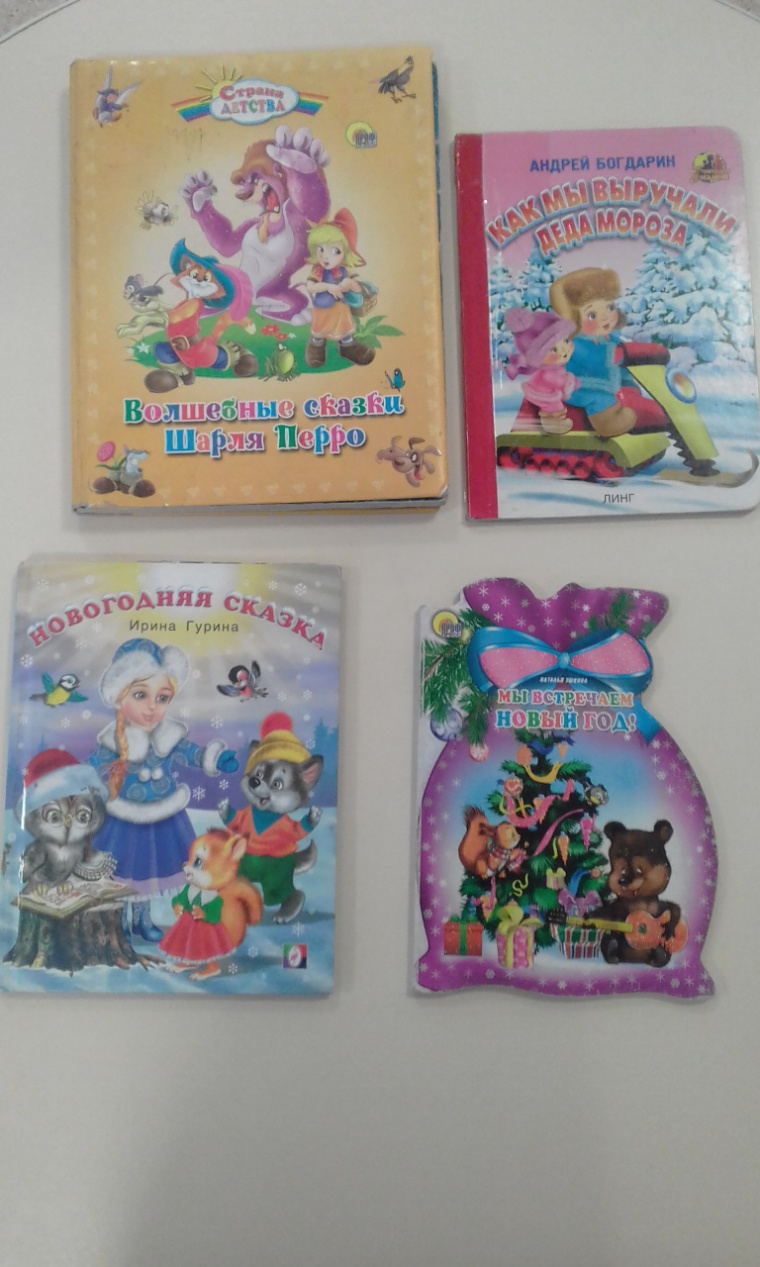 Страна
ДЕТСТВА
Волшебные сказки
Шарля Перро
АНДРЕЙ БОГДАРИН
КАК МЫ ВЫРУЧАЛИ
ДЕДА МОРОЗА
ЛИНГ
НОВОГОДНЯЯ СКАЗКА
Ирина Гурина
МЫ ВСТРЕЧАЕМ
НОВЫЙ ГОД!